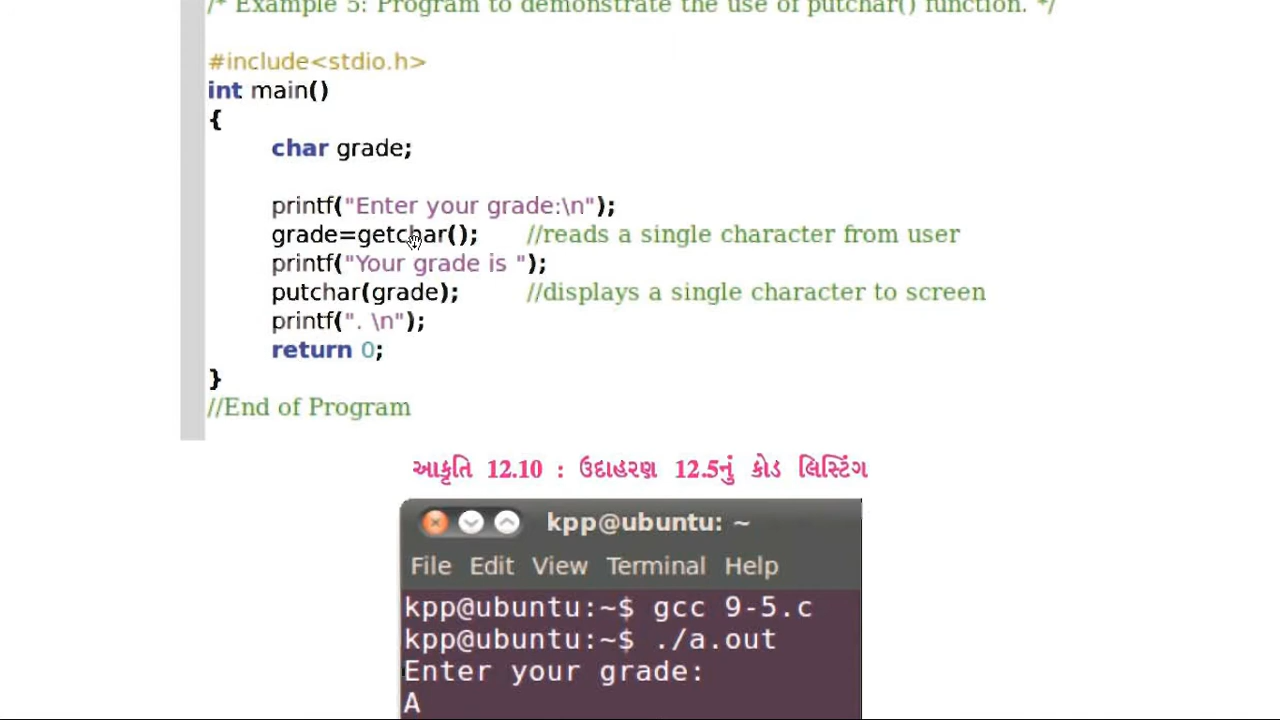 /* Example 5: Program to demonstrate the use of putchar() function. */
#include<stdio.h>
int main()
{
char grade;
printf("Enter your grade:\n");
grade=getchar(); //reads a single character from user
printf("Your grade is ");
putchar(grade); //displays a single character to screen
printf(". \n");
return 0;
}
//End of Program
આકૃતિ 12.10 : ઉદાહરણ 12.5નું કોડ લિસ્ટિંગ
kpp@ubuntu: ~
File Edit View Terminal Help
kpp@ubuntu:~$ gcc 9-5.c
kpp@ubuntu:~$ ./a.out
Enter your grade:
A